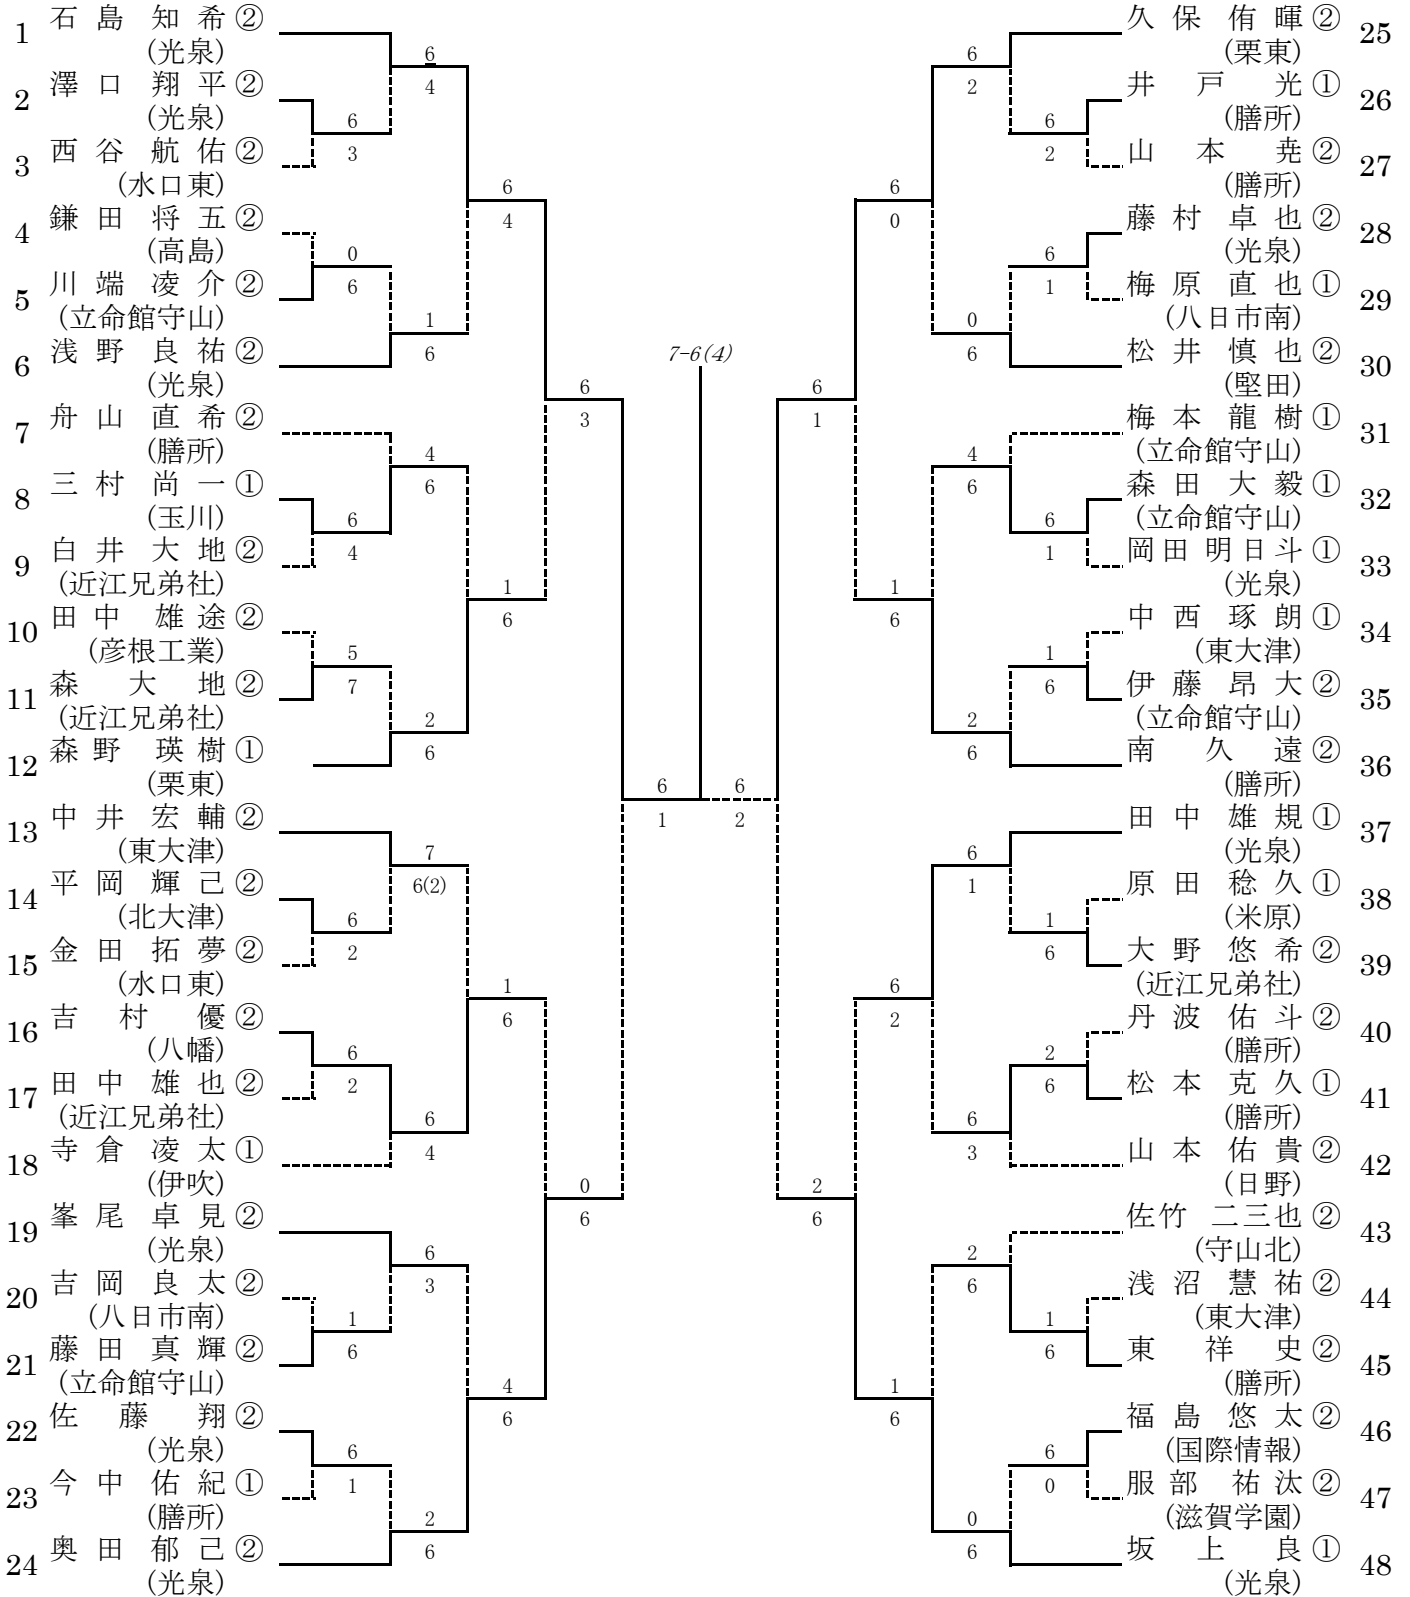 1 石島 知希②
(光泉)
2 澤口 翔平②
(光泉)
3 西谷 航佑②
(水口東)
4 鎌田 将五②
(高島)
5 川端 凌介②
(立命館守山)
6 浅野 良祐②
(光泉)
7 舟山 直希②
(膳所)
8 三村 尚一①
(玉川)
9 白井 大地②
(近江兄弟社)
10 田中 雄途②
(彦根工業)
11 森 大地②
(近江兄弟社)
12 森野 瑛樹①
(栗東)
13 中井 宏輔②
(東大津)
14 平岡 輝己②
(北大津)
15 金田 拓夢②
(水口東)
16 吉村 優②
(八幡)
17 田中 雄也②
(近江兄弟社)
18 寺倉 凌太①
(伊吹)
19 峯尾 卓見②
(光泉)
20 吉岡 良太②
(八日市南)
21 藤田 真輝②
(立命館守山)
22 佐藤 翔②
(光泉)
23 今中 佑紀①
(膳所)
24 奥田 郁己②
(光泉)
6
3
0
6
6
4
5
7
6
2
6
2
1
6
6
1
6
4
1
6
4
6
2
6
7
6(2)
6
4
6
3
2
6
6
4
1
6
1
6
4
6
6
3
0
6
6
1
7-6(4)
6
2
6
1
2
6
6
0
1
6
6
2
1
6
6
2
0
6
4
6
2
6
6
1
6
3
2
6
0
6
6
2
6
1
6
1
1
6
1
6
2
6
1
6
6
0
久保 侑暉② 25
(栗東)
井戸 光① 26
(膳所)
山本 尭② 27
(膳所)
藤村 卓也② 28
(光泉)
梅原 直也① 29
(八日市南)
松井 慎也② 30
(堅田)
梅本 龍樹① 31
(立命館守山)
森田 大毅① 32
(立命館守山)
岡田 明日斗① 33
(光泉)
中西 琢朗① 34
(東大津)
伊藤 昂大② 35
(立命館守山)
南 久遠② 36
(膳所)
田中 雄規① 37
(光泉)
原田 稔久① 38
(米原)
大野 悠希② 39
(近江兄弟社)
丹波 佑斗② 40
(膳所)
松本 克久① 41
(膳所)
山本 佑貴② 42
(日野)
佐竹 二三也② 43
(守山北)
浅沼 慧祐② 44
(東大津)
東 祥史② 45
(膳所)
福島 悠太② 46
(国際情報)
服部 祐汰② 47
(滋賀学園)
坂上 良① 48
(光泉)